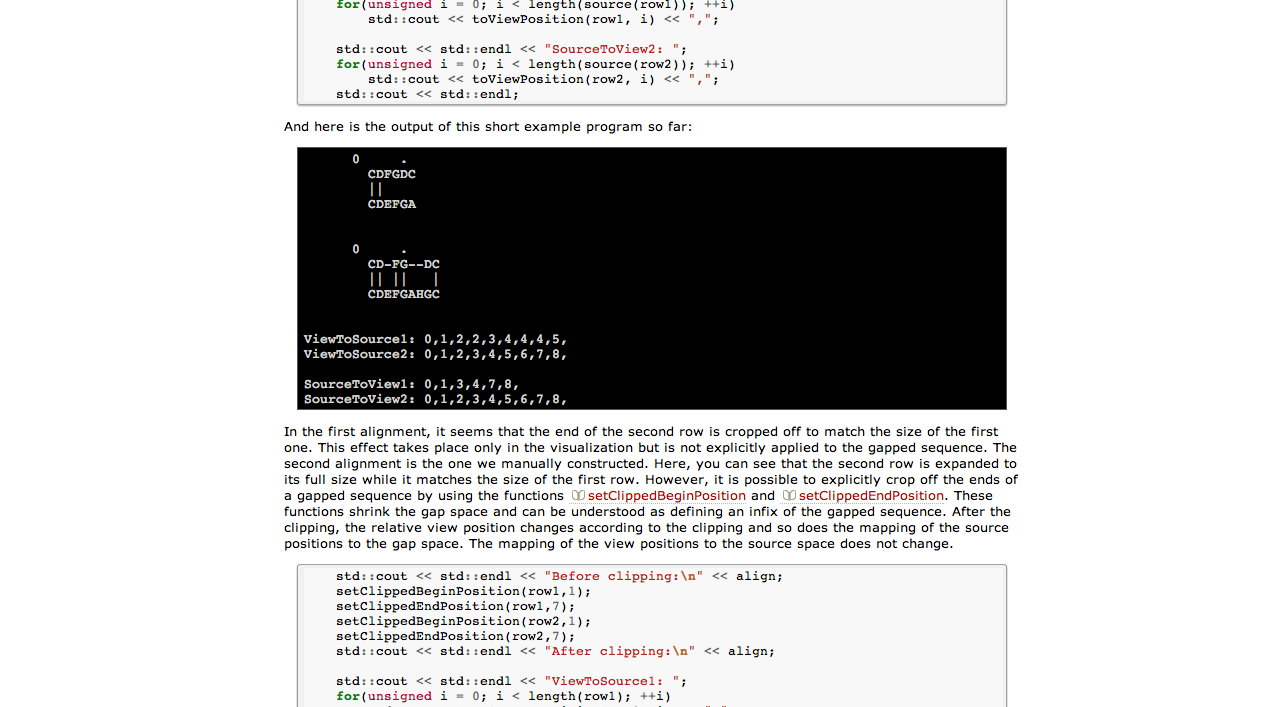 for(unsigned i = 0; i < length(source(row1)); ++i)
std::cout << toViewPosition(row1, i) << ",";
std::cout << std::endl << "SourceToView2: ";
for(unsigned i = 0; i < length(source(row2)); ++i)
std::cout << toViewPosition(row2, i) << ",";
std::cout << std::endl;
And here is the output of this short example program so far:
0     .
CDFGDC
||
CDEFGA
0     .
CD-FG--DC
|| ||   |
CDEFGAHGC
ViewToSource1: 0,1,2,2,3,4,4,4,5,
ViewToSource2: 0,1,2,3,4,5,6,7,8,
SourceToView1: 0,1,3,4,7,8,
SourceToView2: 0,1,2,3,4,5,6,7,8,
In the first alignment, it seems that the end of the second row is cropped off to match the size of the first
one. This effect takes place only in the visualization but is not explicitly applied to the gapped sequence. The
second alignment is the one we manually constructed. Here, you can see that the second row is expanded to
its full size while it matches the size of the first row. However, it is possible to explicitly crop off the ends of
a gapped sequence by using the functions setClippedBeginPosition and setClippedEndPosition. These
functions shrink the gap space and can be understood as defining an infix of the gapped sequence. After the
clipping, the relative view position changes according to the clipping and so does the mapping of the source
positions to the gap space. The mapping of the view positions to the source space does not change.
std::cout << std::endl << "Before clipping:\n" << align;
setClippedBeginPosition(row1,1);
setClippedEndPosition(row1,7);
setClippedBeginPosition(row2,1);
setClippedEndPosition(row2,7);
std::cout << std::endl << "After clipping:\n" << align;
std::cout << std::endl << "ViewToSource1: ";
for(unsigned i = 0; i < length(row1); ++i)